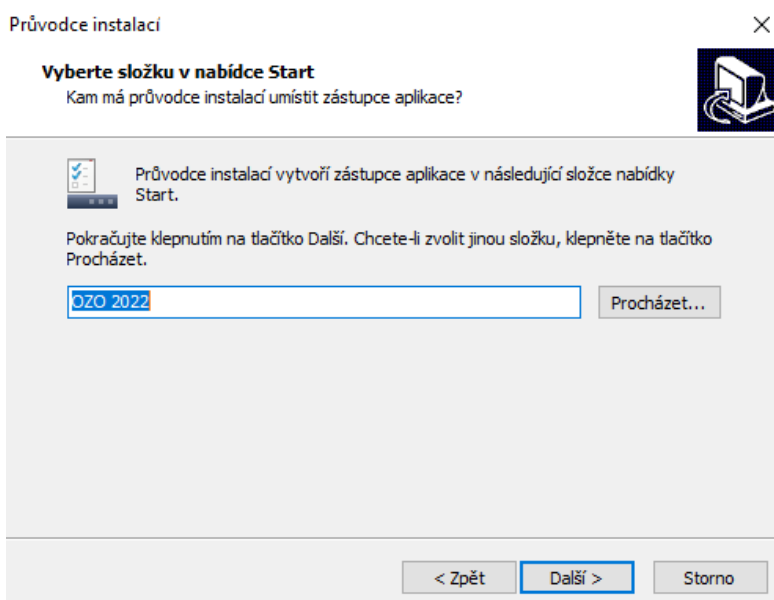 Průvodce instalací
Vyberte složku v nabídce Start
Kam má průvodce instalací umístit zástupce aplikace?
Průvodce instalací vytvoří zástupce aplikace v následující složce nabídky
Start.
Pokračujte klepnutím na tlačítko Další. Chcete-li zvolit jinou složku, klepněte na tlačítko
Procházet.
OZO 2022
Procházet...
< Zpět
Další >
Storno